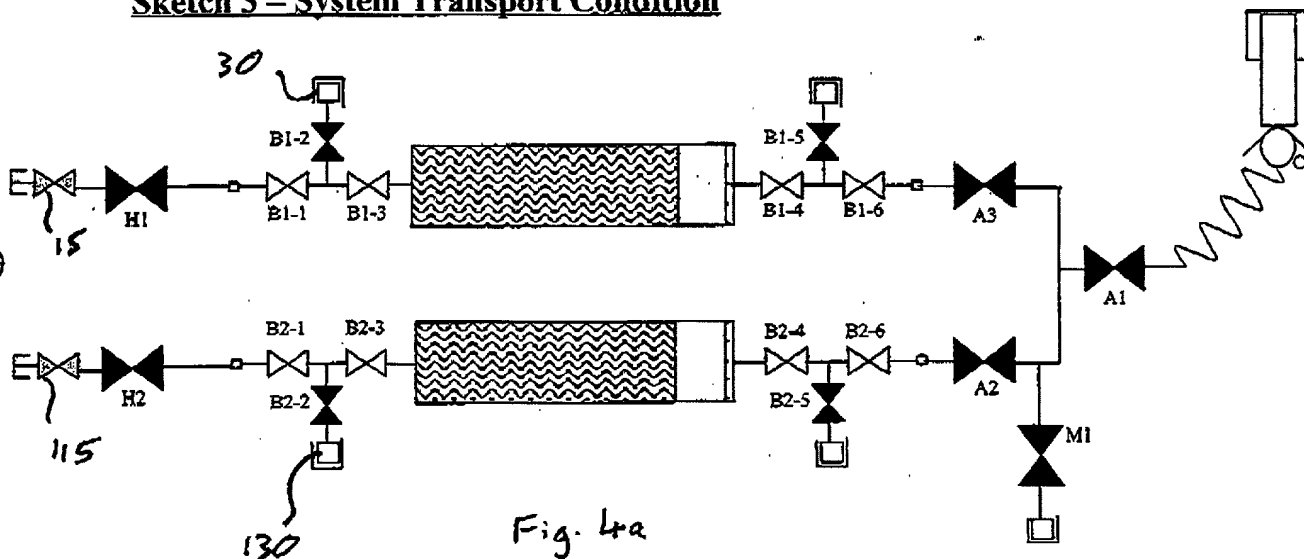 Sketch 3 – System Transport Condition
30
B1-2
B1-5
H1
B1-1
B1-3
B1-4
B1-6
A3
15
A1
B2-1
B2-3
B2-4
B2-6
H2
B2-2
B2-5
A2
M1
115
130
Fig. 4a